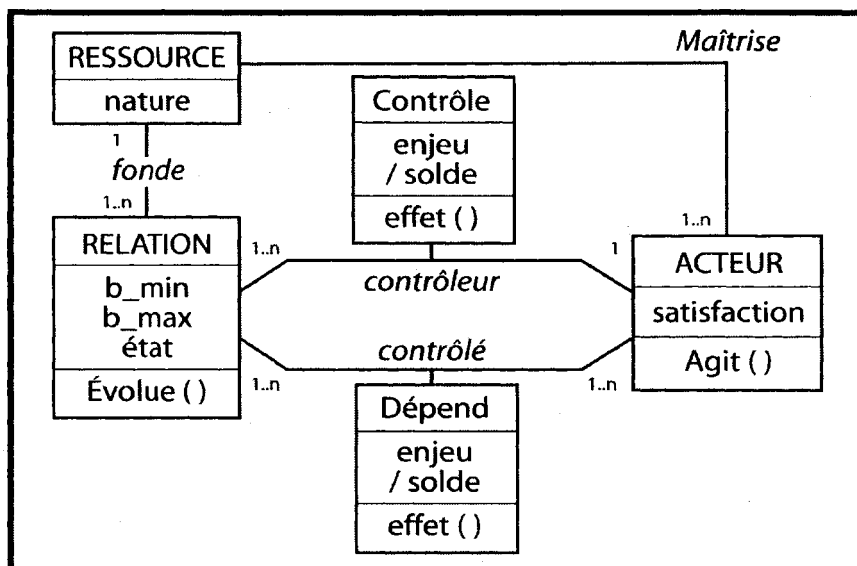 Maîtrise
RESSOURCE
nature
1
fonde
1..n
Contrôle
enjeu
/ solde
effet ( )
RELATION
b_min
b_max
état
Évolue ( )
1..n
contrôleur
1
1..n
ACTEUR
satisfaction
Agit ( )
1..n
contrôlé
1..n
Dépend
enjeu
/ solde
effet ( )